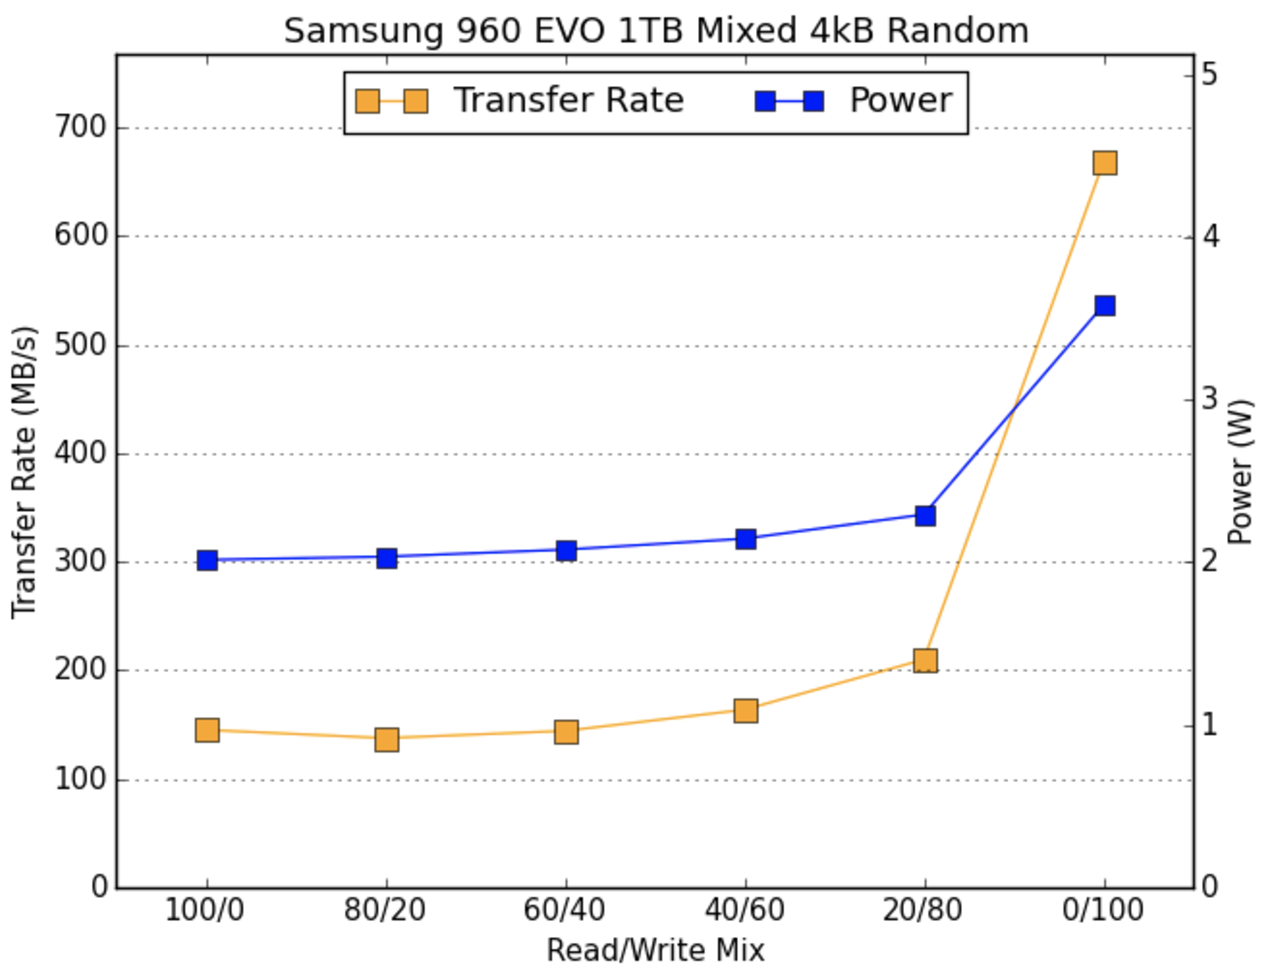 Samsung 960 EVO 1TB Mixed 4kB Random
Transfer Rate Power
700
600
500
400
300
200
100
0
Transfer Rate (MB/s)
5
4
3
2
1
0
Power (W)
100/0 80/20 60/40 40/60 20/80 0/100
Read/Write Mix